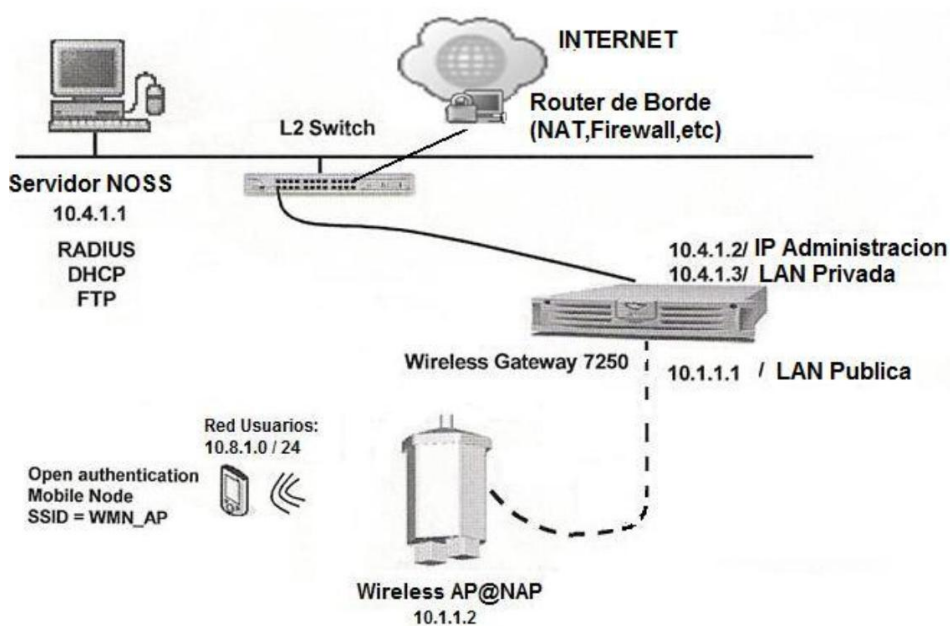 INTERNET
Router de Borde
(NAT,Firewall,etc)
L2 Switch
Servidor NOSS
10.4.1.1
RADIUS
DHCP
FTP
10.4.1.2/ IP Administracion
10.4.1.3/ LAN Privada
Wireless Gateway 7250
10.1.1.1 / LAN Publica
Red Usuarios:
10.8.1.0 / 24
Open authentication
Mobile Node
SSID = WMN_AP
Wireless AP@NAP
10.1.1.2